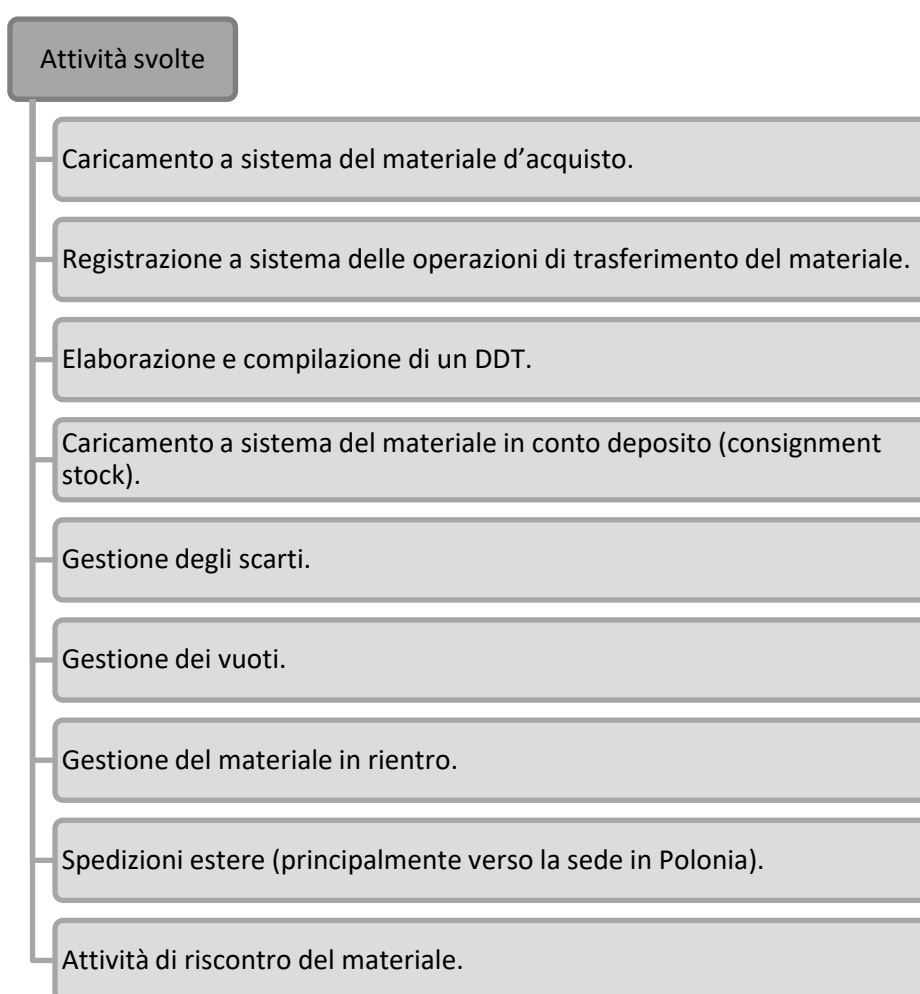 Attività svolte
Caricamento a sistema del materiale d’acquisto.
Registrazione a sistema delle operazioni di trasferimento del materiale.
Elaborazione e compilazione di un DDT.
Caricamento a sistema del materiale in conto deposito (consignment
stock).
Gestione degli scarti.
Gestione dei vuoti.
Gestione del materiale in rientro.
Spedizioni estere (principalmente verso la sede in Polonia).
Attività di riscontro del materiale.